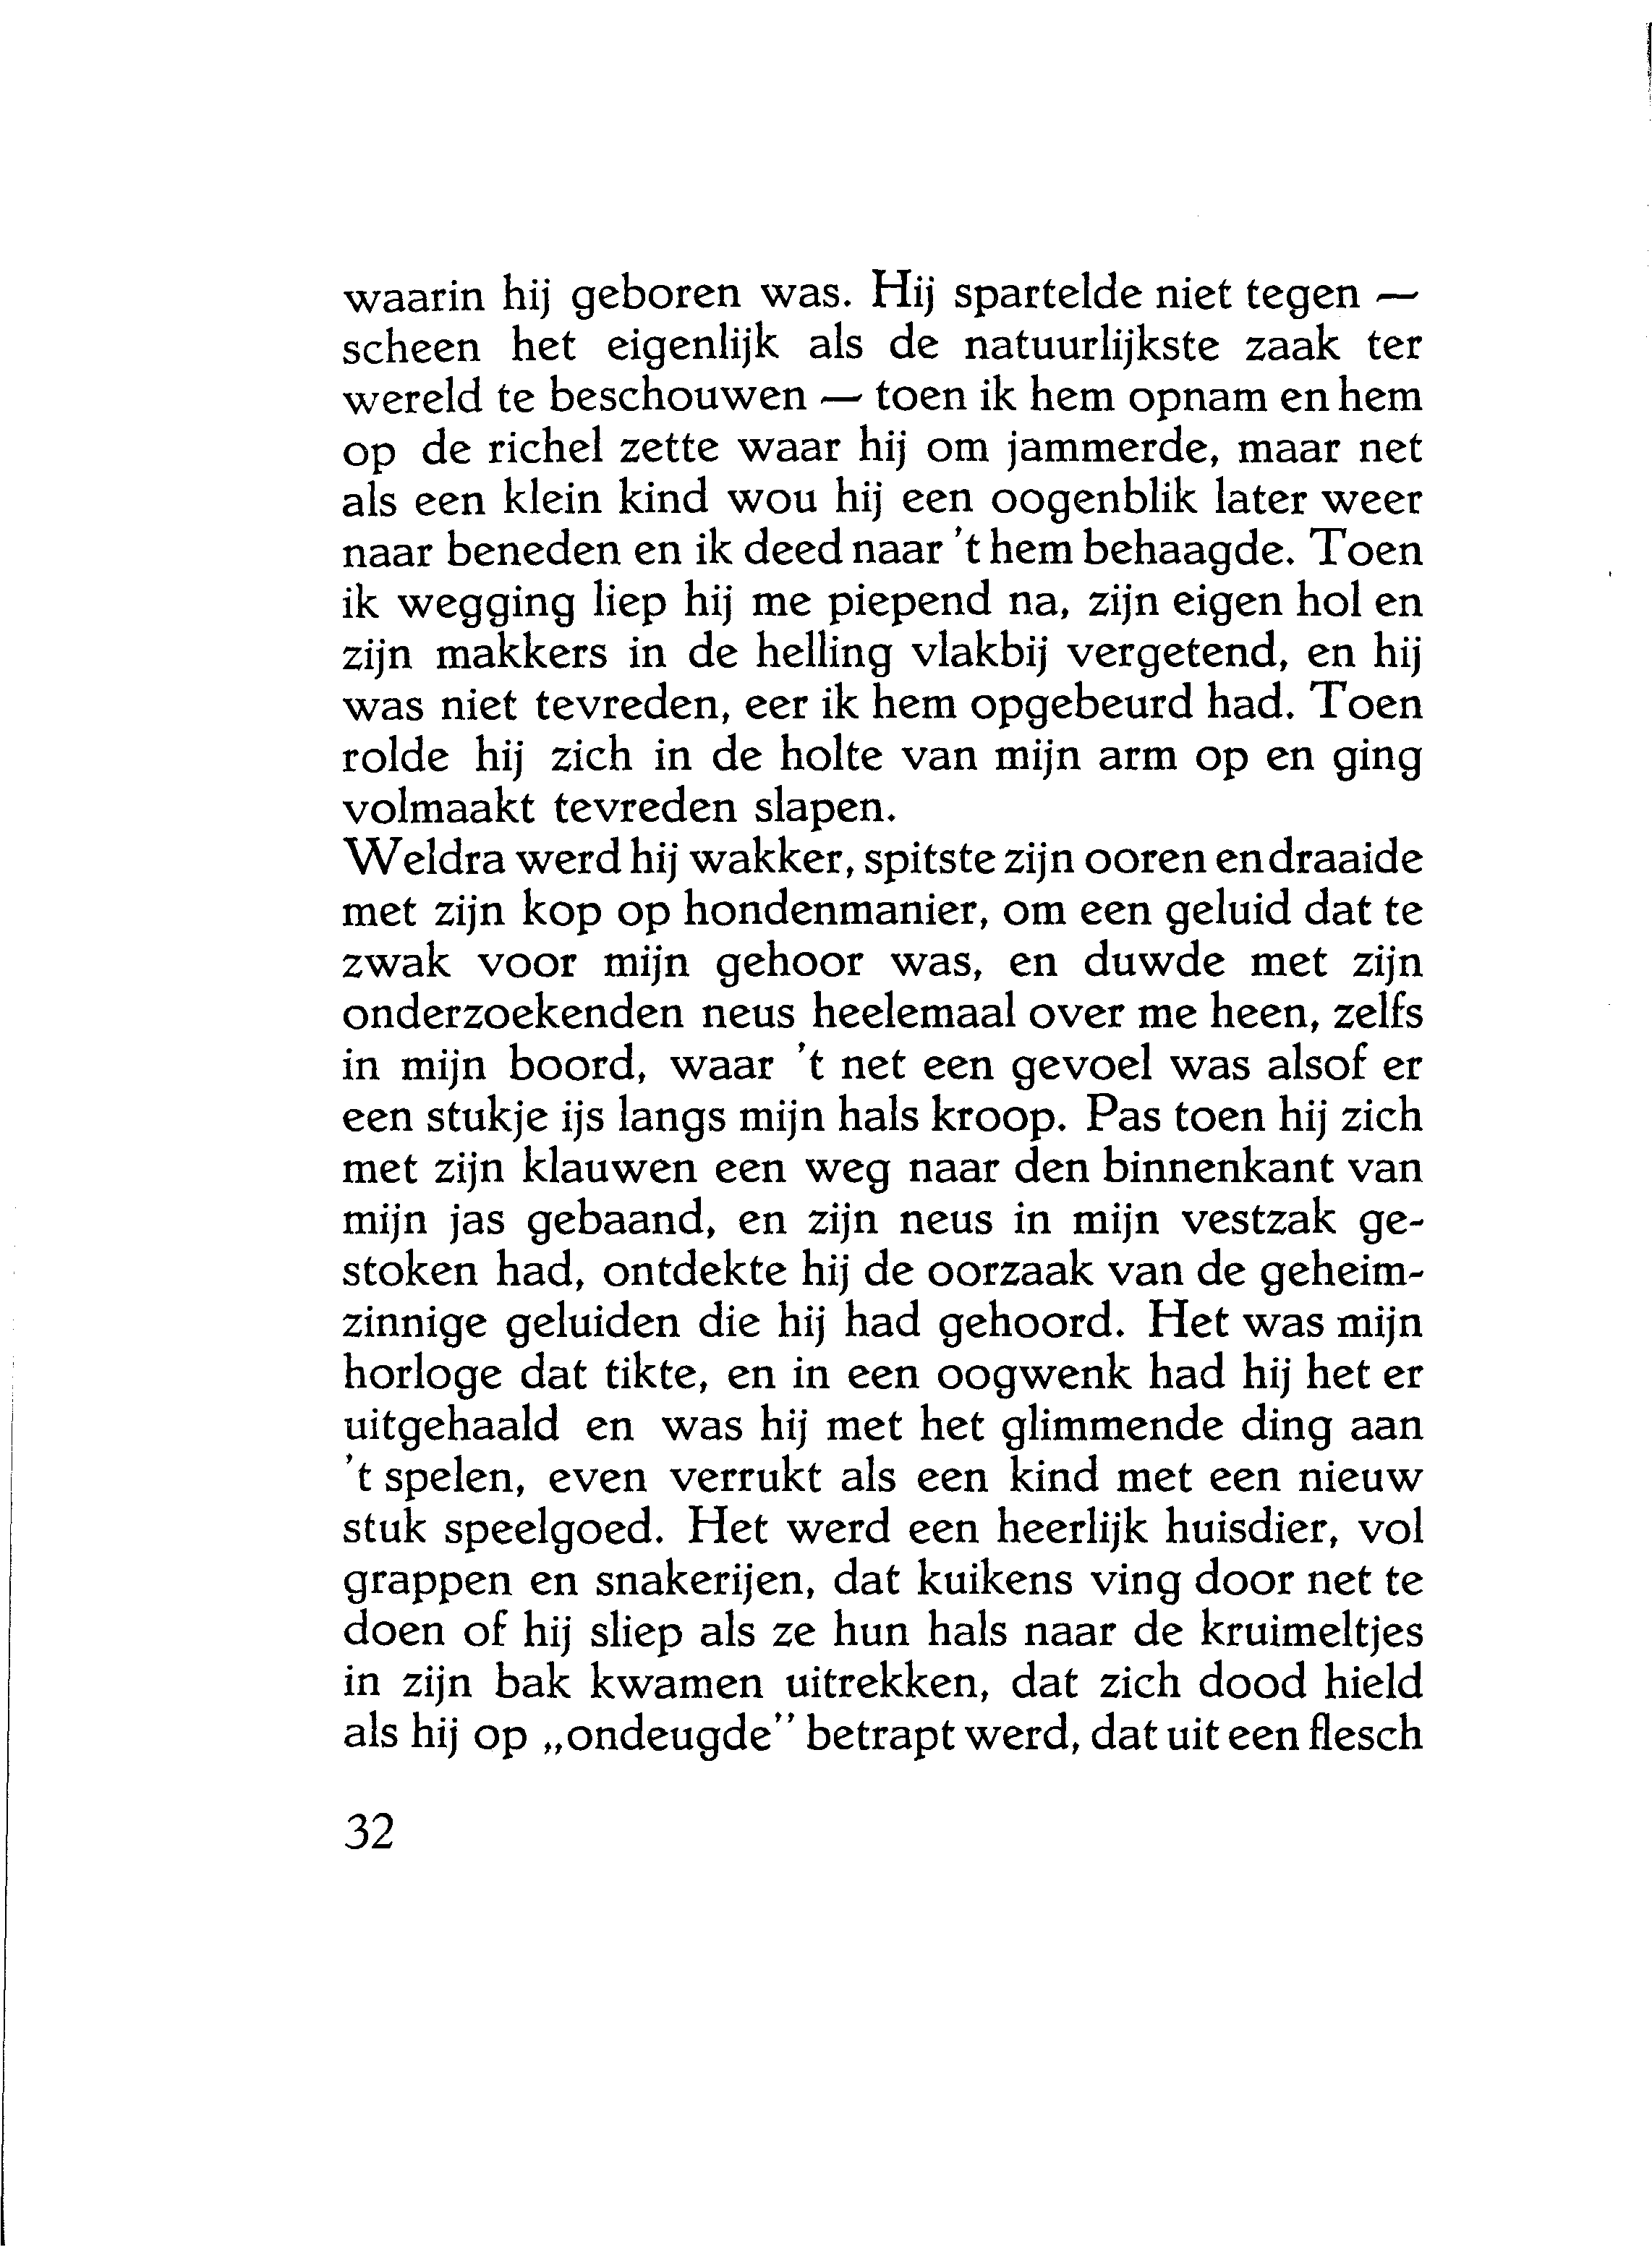 waarin hij geboren was. Hij spartelde niet tegen —
scheen het eigenlijk als de natuurlijkste zaak ter
wereld te beschouwen — toen ik hem opnam en hem
op de richel zette waar hij om jammerde, maar net
als een klein kind wou hij een oogenblik later weer
naar beneden en ik deed naar 't hem behaagde. Toen
ik wegging liep hij me piepend na, zijn eigen hol en
zijn makkers in de helling vlakbij vergetend, en hij
was niet tevreden, eer ik hem opgebeurd had. Toen
rolde hij zich in de holte van mijn arm op en ging
volmaakt tevreden slapen.
Weldra werd hij wakker, spitste zijn ooren en draaide
met zijn kop op hondenmanier, om een geluid dat te
zwak voor mijn gehoor was, en duwde met zijn
onderzoekenden neus heelemaal over me heen, zelfs
in mijn boord, waar 't net een gevoel was alsof er
een stukje ijs langs mijn hals kroop. Pas toen hij zich
met zijn klauwen een weg naar den binnenkant van
mijn jas gebaand, en zijn neus in mijn vestzak ge-
stoken had, ontdekte hij de oorzaak van de geheim-
zinnige geluiden die hij had gehoord. Het was mijn
horloge dat tikte, en in een oogwenk had hij het er
uitgehaald en was hij met het glimmende ding aan
't spelen, even verrukt als een kind met een nieuw
stuk speelgoed. Het werd een heerlijk huisdier, vol
grappen en snakerijen, dat kuikens ving door net te
doen of hij sliep als ze hun hals naar de kruimeltjes
in zijn bak kwamen uitrekken, dat zich dood hield
als hij op „ondeugde" betrapt werd, dat uit een flesch
32